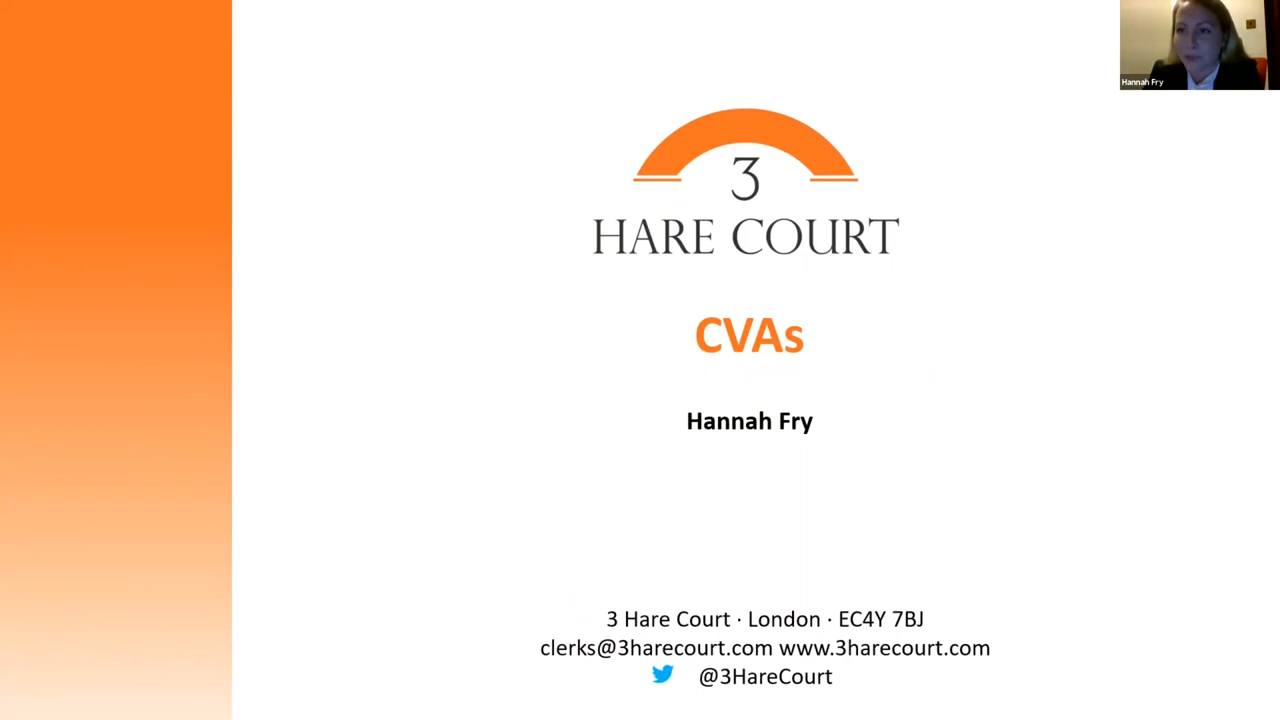 Hannah Fry
3
HARE COURT
CVAs
Hannah Fry
3 Hare Court · London · EC4Y 7BJ
clerks@3harecourt.com www.3harecourt.com
@3HareCourt